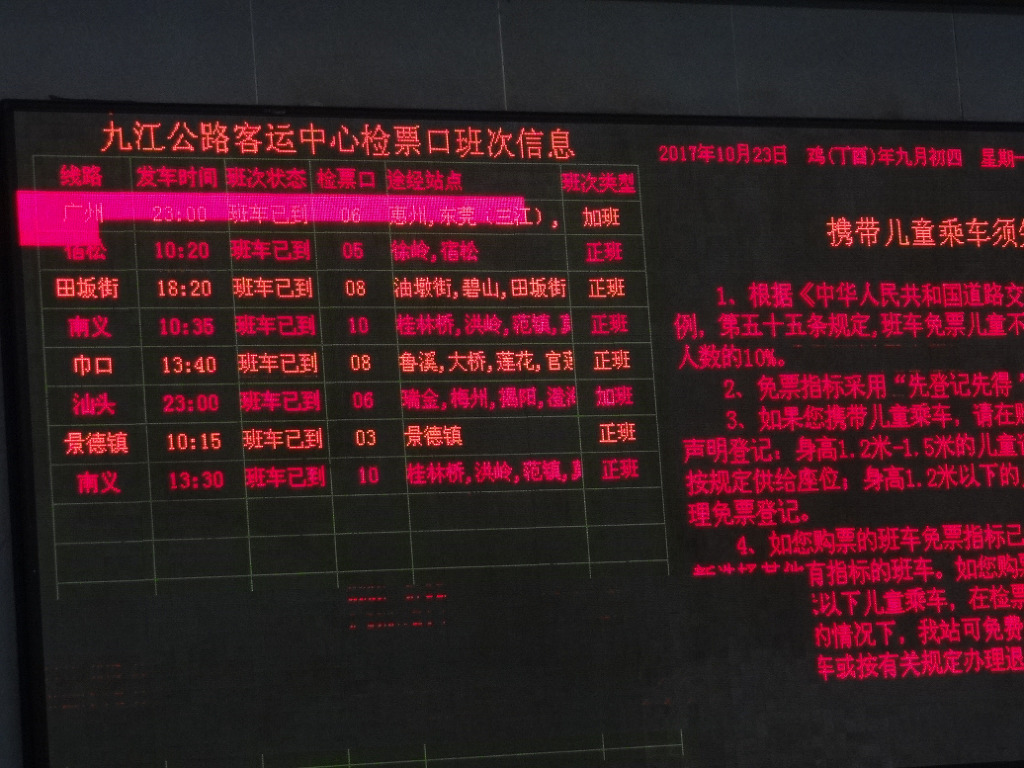 九江公路客运中心检票口班次信息
2017年10月23日 鸡(丁酉)年九月初四 星期一
线路 发车时间 班次状态 检票口 途经站点 班次类型
广州 23:00 班车已到 06 惠州,东莞(三江), 加班
宿松 10:20 班车已到 05 徐岭,宿松 正班
田坂街 18:20 班车已到 08 油墩街,碧山,田坂街 正班
南义 10:35 班车已到 10 桂林桥,洪岭,范镇, 正班
巾口 13:40 班车已到 08 鲁溪,大桥,莲花,官莲 正班
汕头 23:00 班车已到 06 瑞金,梅州,揭阳,澄海 加班
景德镇 10:15 班车已到 03 景德镇 正班
南义 13:30 班车已到 10 桂林桥,洪岭,范镇, 正班
携带儿童乘车须
1、根据《中华人民共和国道路交
例,第五十五条规定,班车免票儿童不
人数的10%。
2、免票指标采用“先登记先得
3、如果您携带儿童乘车,请在
声明登记;身高1.2米-1.5米的儿童
按规定供给座位;身高1.2米以下的
理免票登记。
4、如您购票的班车免票指标已
有指标的班车。如您购
以下儿童乘车,在检票
的情况下,我站可免费
车或按有关规定办理退